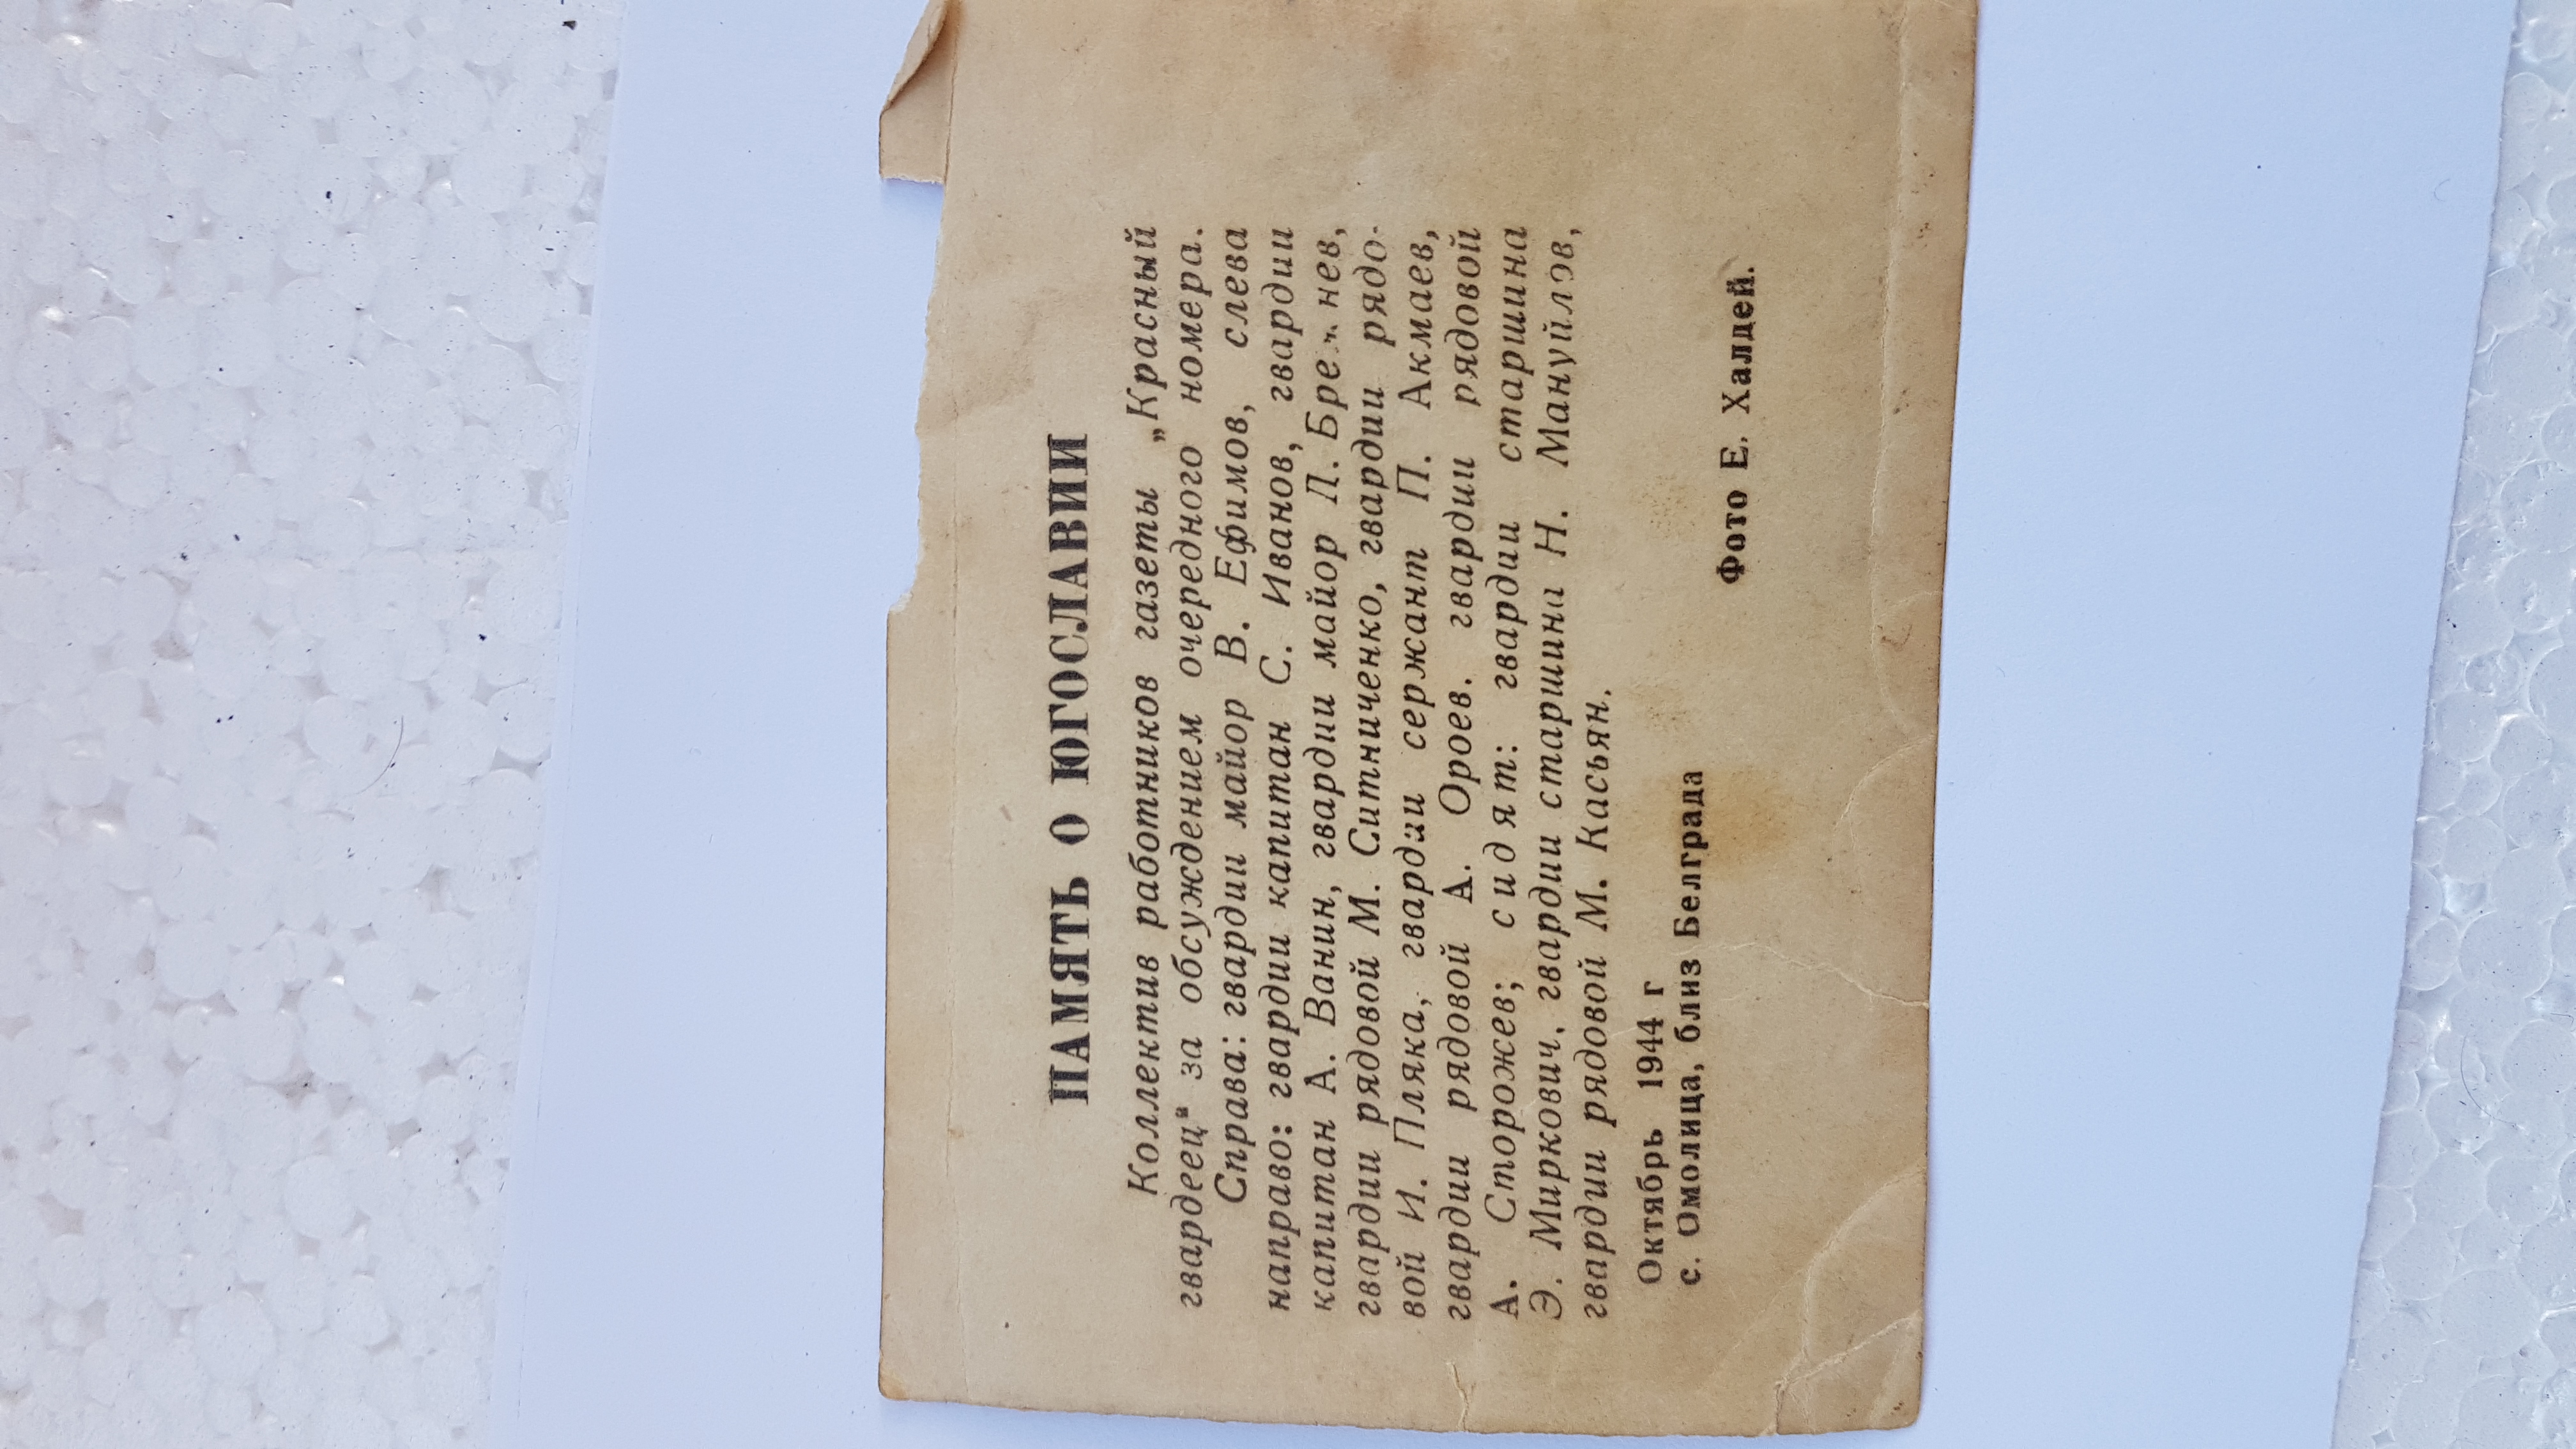 ПАМЯТЬ О ЮГОСЛАВИИ
Коллектив работников газеты „Красный
гвардеец“ за обсуждением очередного номера.
Справа: гвардии майор В. Ефимов, слева
направо: гвардии капитан С. Иванов, гвардии
капитан А. Ванин, гвардии майор Л.
гвардии рядовой М. Ситниченко, гвардии рядо-
вой И. Пляка, гвардии сержант П. Акмаев,
гвардии рядовой А. Ороев. гвардии рядовой
А. Сторожев; сидят: гвардии старшина
Э. Миркович, гвардии старшина Н. Мануйлов,
гвардии рядовой М. Касьян.
Октябрь 1944 г
с. Омолица, близ Белграда
Фото Е. Халдей.